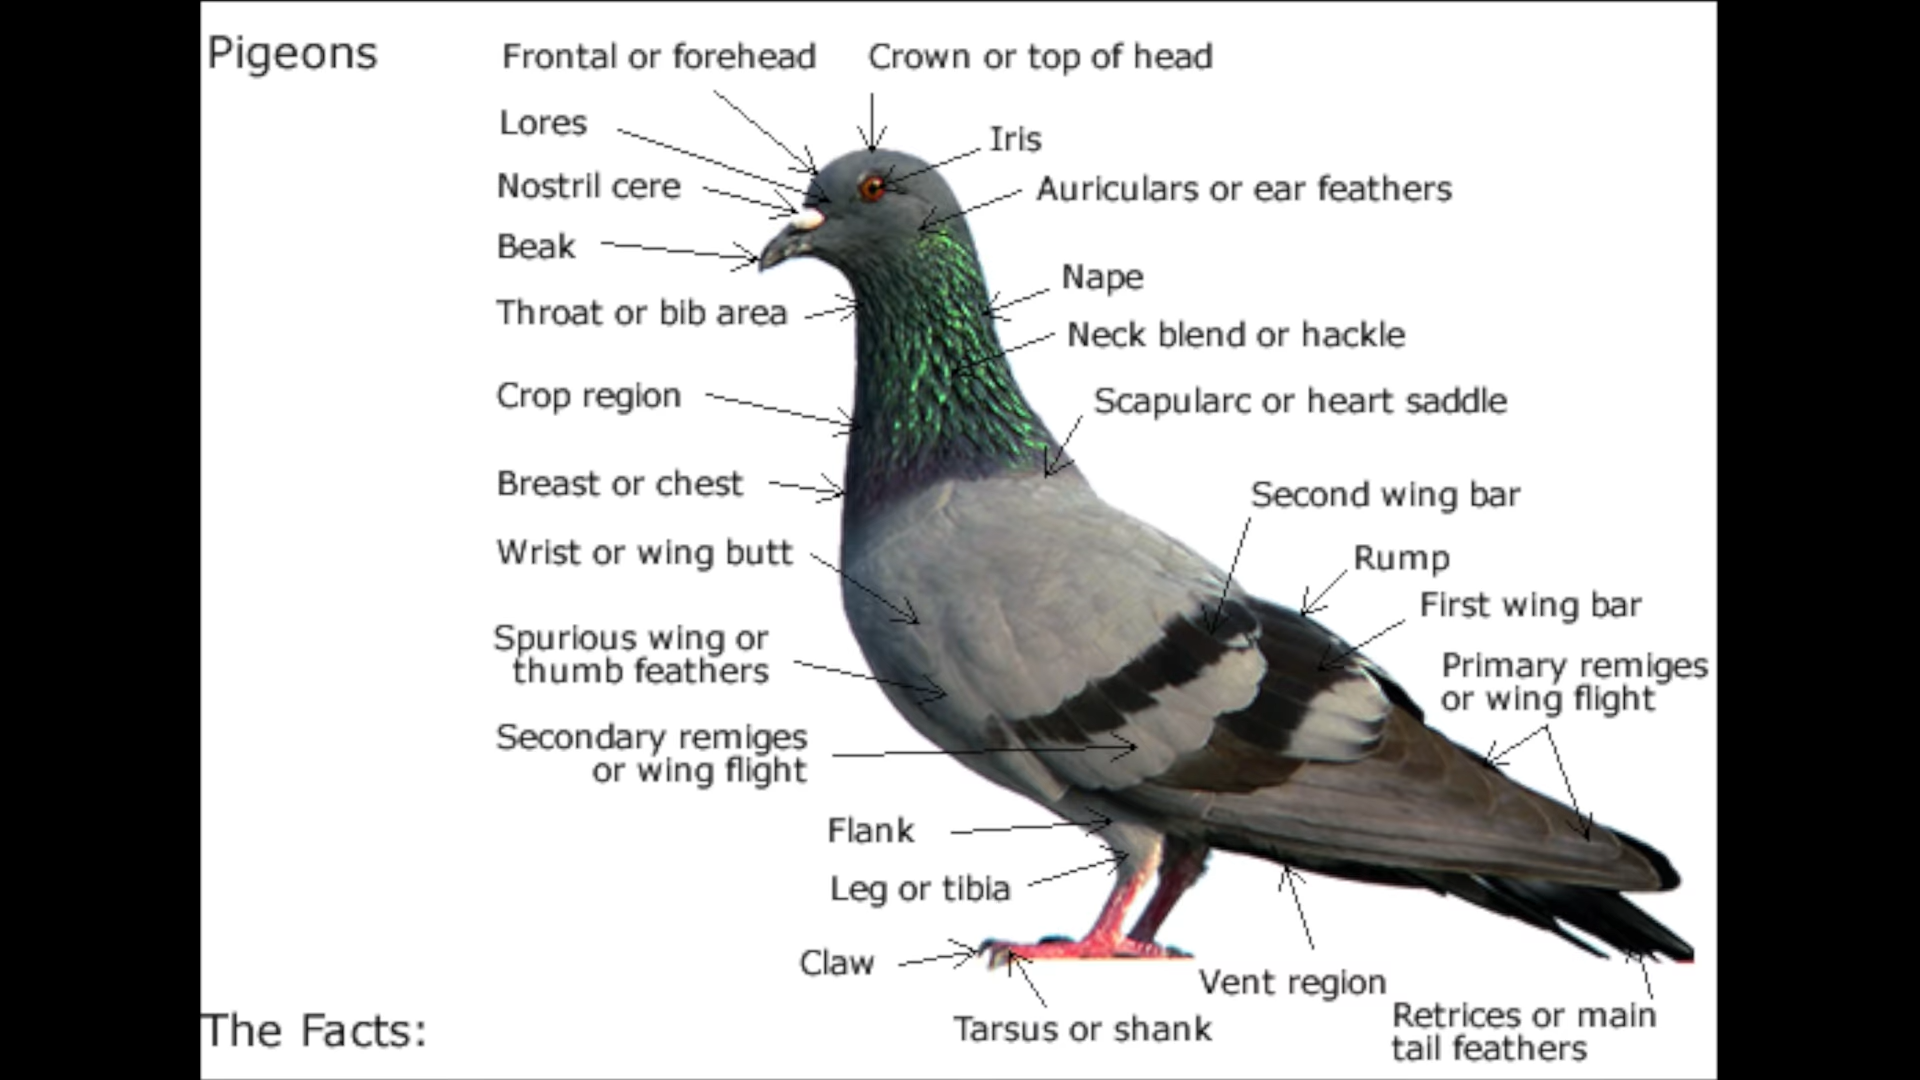 Pigeons
Frontal or forehead
Crown or top of head
Lores
Iris
Nostril cere
Auriculars or ear feathers
Beak
Nape
Throat or bib area
Neck blend or hackle
Crop region
Scapularc or heart saddle
Breast or chest
Second wing bar
Wrist or wing butt
Rump
First wing bar
Spurious wing or
thumb feathers
Primary remiges
or wing flight
Secondary remiges
or wing flight
Flank
Leg or tibia
Claw
Vent region
Tarsus or shank
Retrices or main
tail feathers
The Facts: